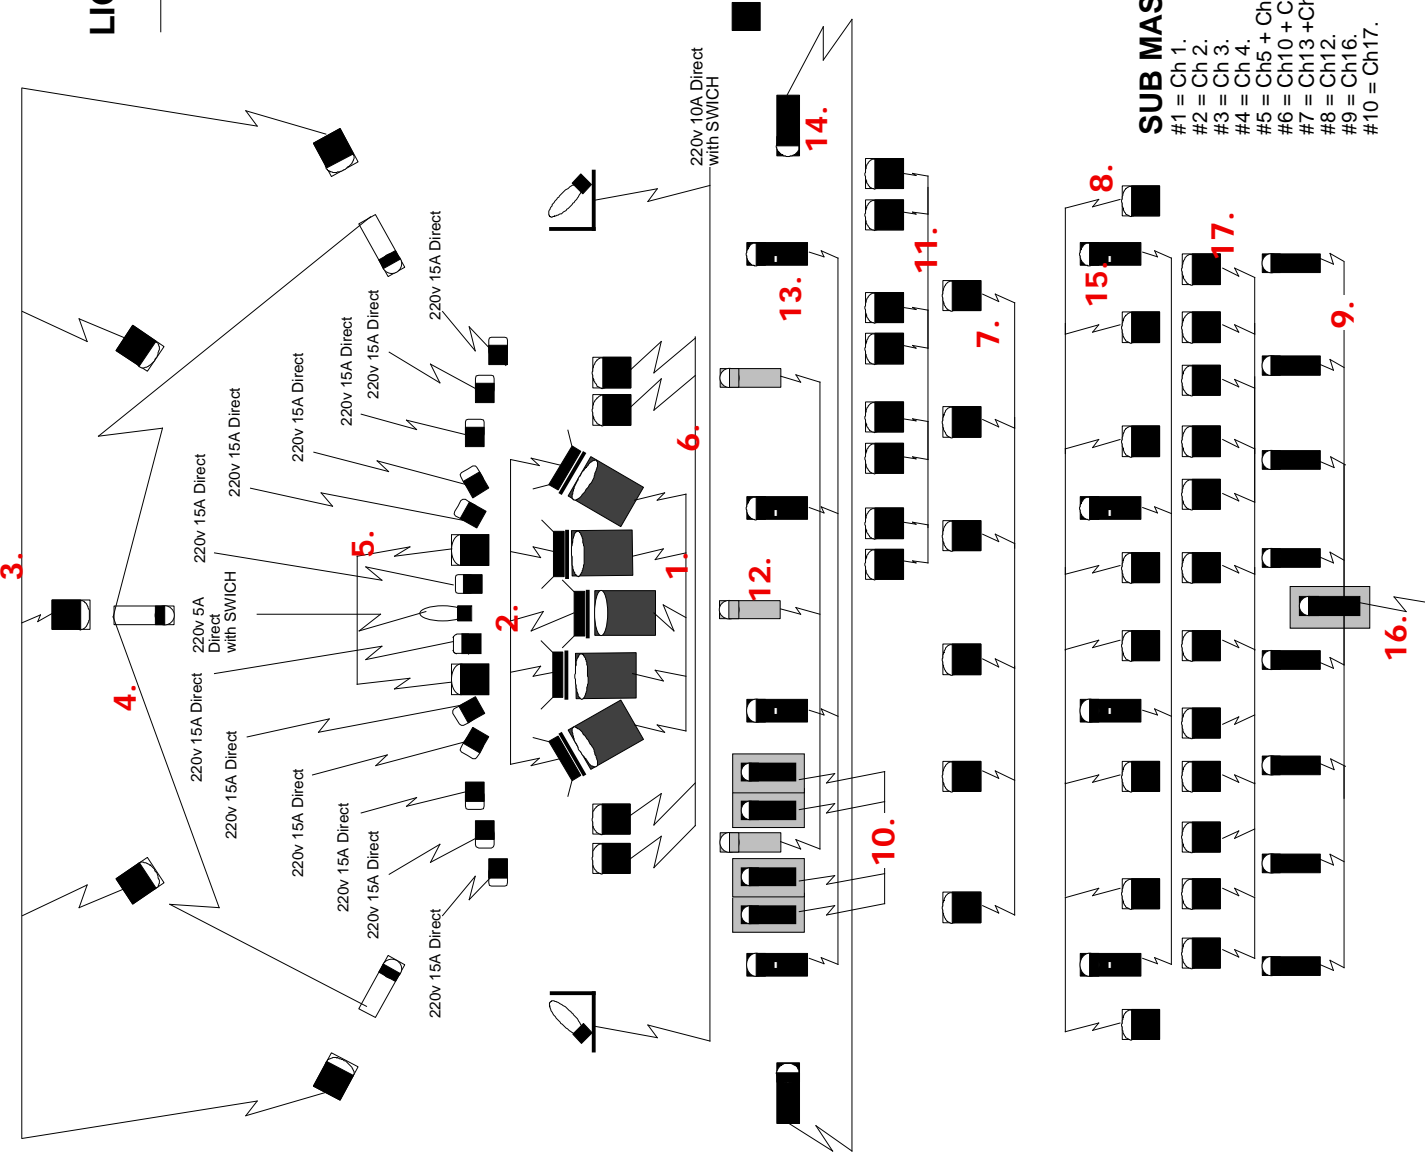 LIG
220v 15A Direct
220v 15A Direct
220v 15A Direct
220v 15A Direct
220v 15A Direct
220v 15A Direct
220v 5A
Direct
with SWICH
220v 15A Direct
220v 15A Direct
220v 15A Direct
220v 15A Direct
220v 15A Direct
220v 15A Direct
220v 10A Direct
with SWICH
1.
2.
3.
4.
5.
6.
7.
8.
9.
10.
11.
12.
13.
14.
15.
16.
17.
SUB MAS
#1 = Ch 1.
#2 = Ch 2.
#3 = Ch 3.
#4 = Ch 4.
#5 = Ch5 + Ch
#6 = Ch10 + C
#7 = Ch13 +Ch
#8 = Ch12.
#9 = Ch16.
#10 = Ch17.